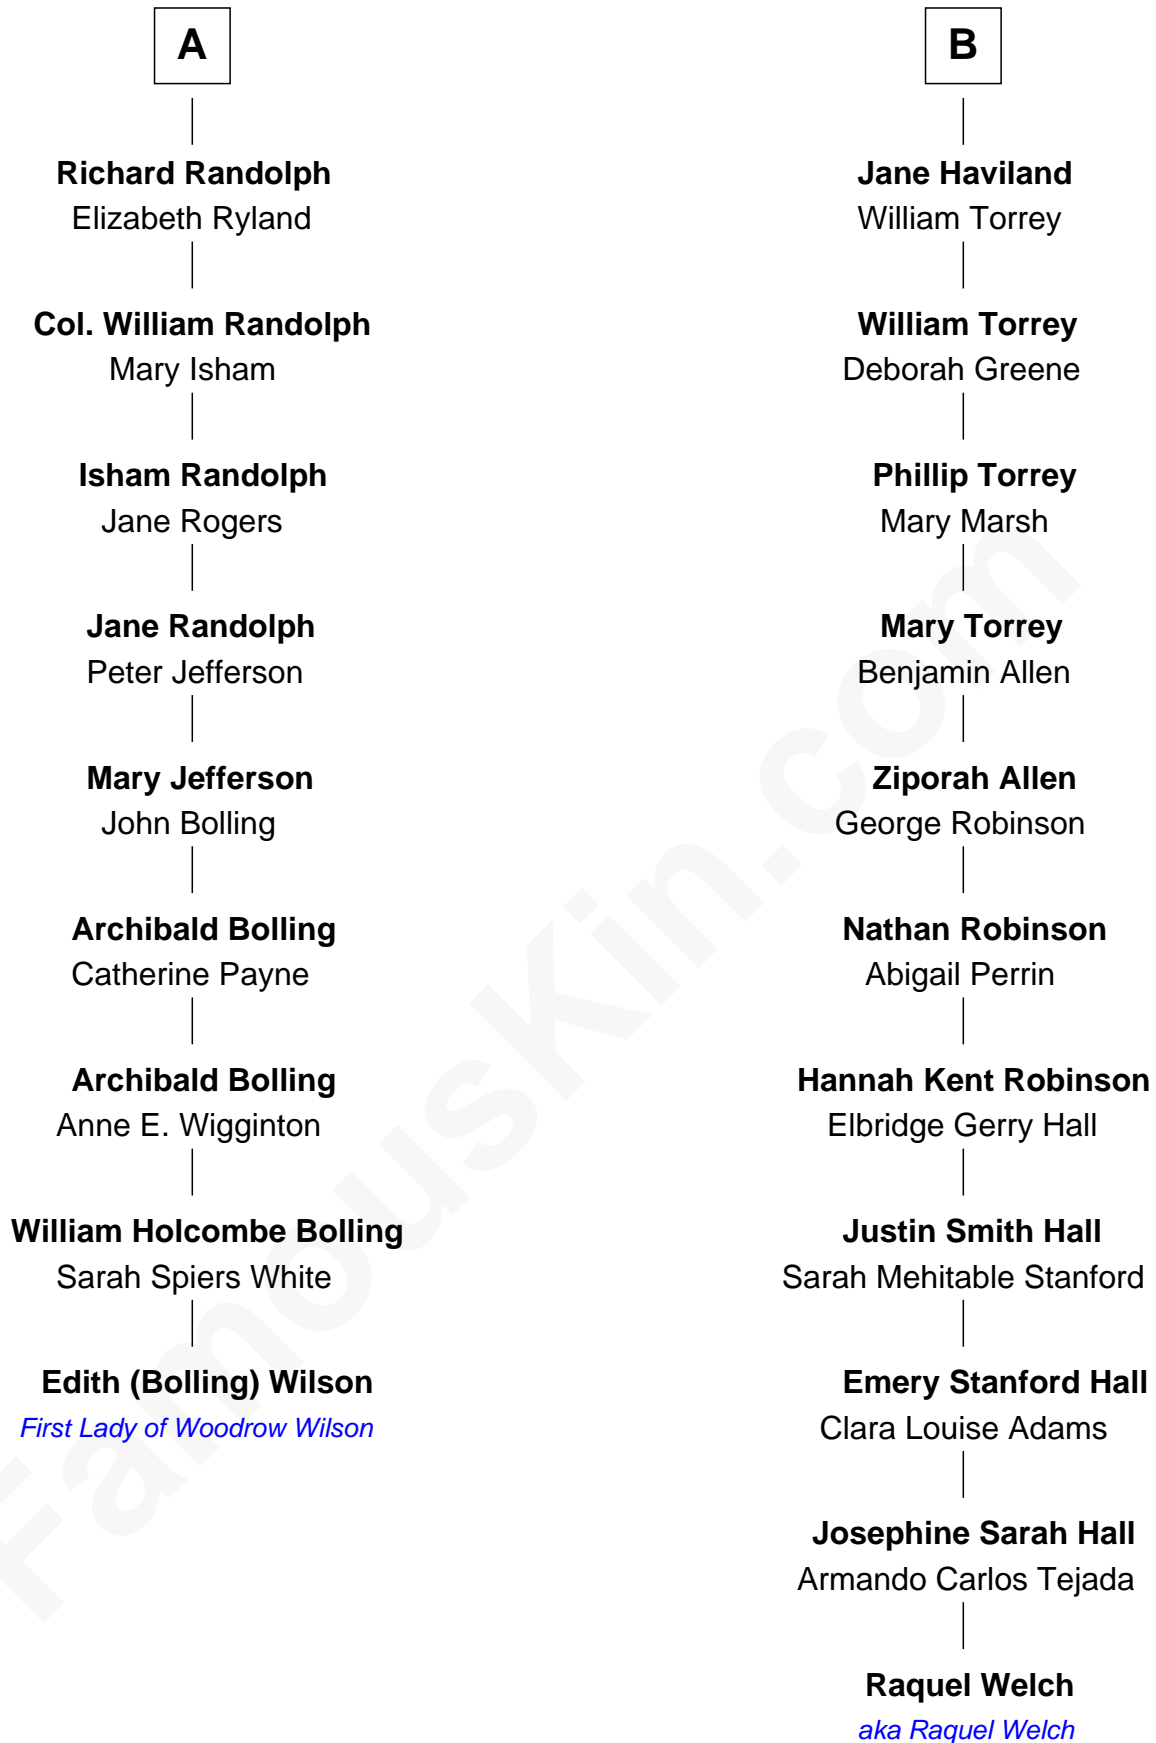 A
Richard Randolph
Elizabeth Ryland
Col. William Randolph
Mary Isham
Isham Randolph
Jane Rogers
Jane Randolph
Peter Jefferson
Mary Jefferson
John Bolling
Archibald Bolling
Catherine Payne
Archibald Bolling
Anne E. Wigginton
William Holcombe Bolling
Sarah Spiers White
Edith (Bolling) Wilson
First Lady of Woodrow Wilson
B
Jane Haviland
William Torrey
William Torrey
Deborah Greene
Phillip Torrey
Mary Marsh
Mary Torrey
Benjamin Allen
Ziporah Allen
George Robinson
Nathan Robinson
Abigail Perrin
Hannah Kent Robinson
Elbridge Gerry Hall
Justin Smith Hall
Sarah Mehitable Stanford
Emery Stanford Hall
Clara Louise Adams
Josephine Sarah Hall
Armando Carlos Tejada
Raquel Welch
aka Raquel Welch
FamousKin.com